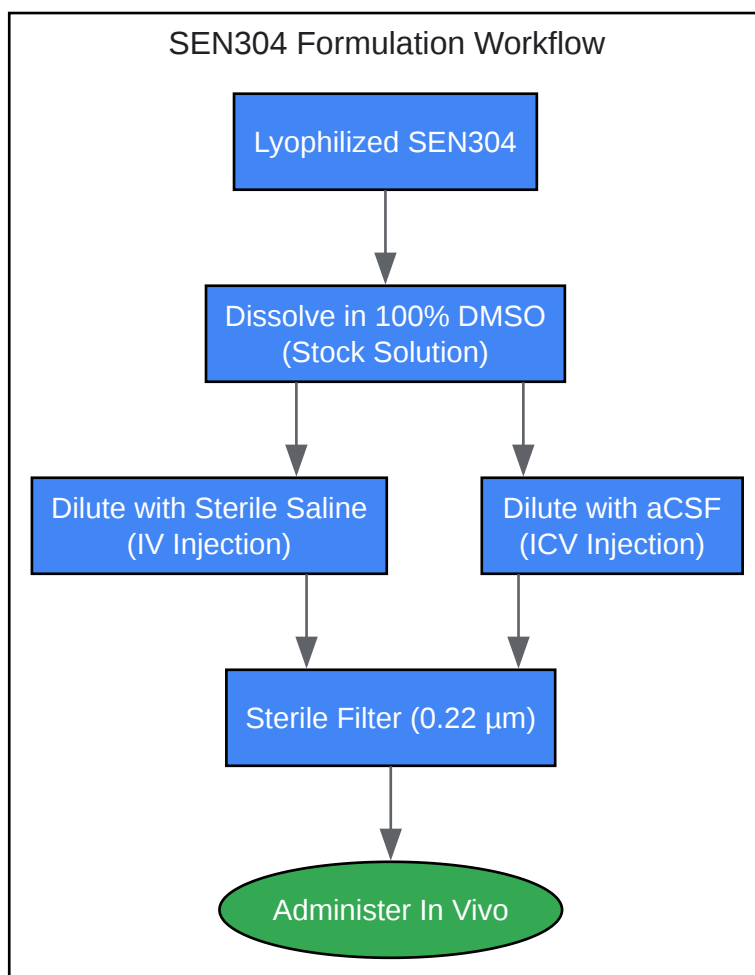 SEN304 Formulation Workflow
Lyophilized SEN304
Dissolve in 100% DMSO
(Stock Solution)
Dilute with Sterile Saline
(IV Injection)
Dilute with aCSF
(ICV Injection)
Sterile Filter (0.22 µm)
Administer In Vivo